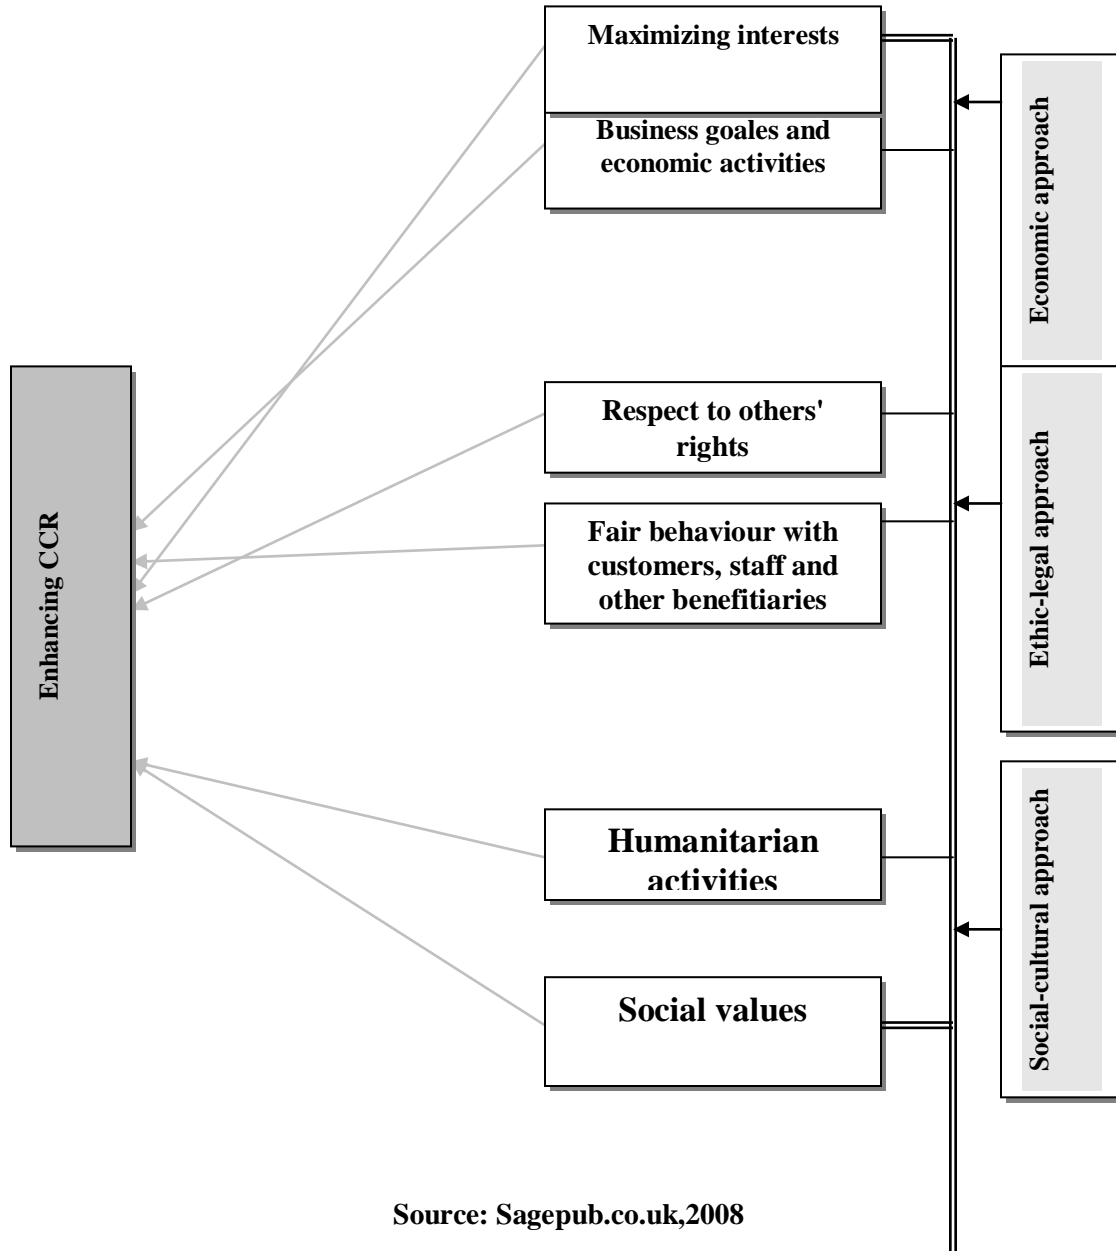 Maximizing interests
Business goales and
economic activities
Economic approach
Respect to others'
rights
Enhancing CCR
Fair behaviour with
customers, staff and
other benefitiaries
Ethic-legal approach
Humanitarian
activities
Social values
Social-cultural approach
Source: Sagepub.co.uk,2008